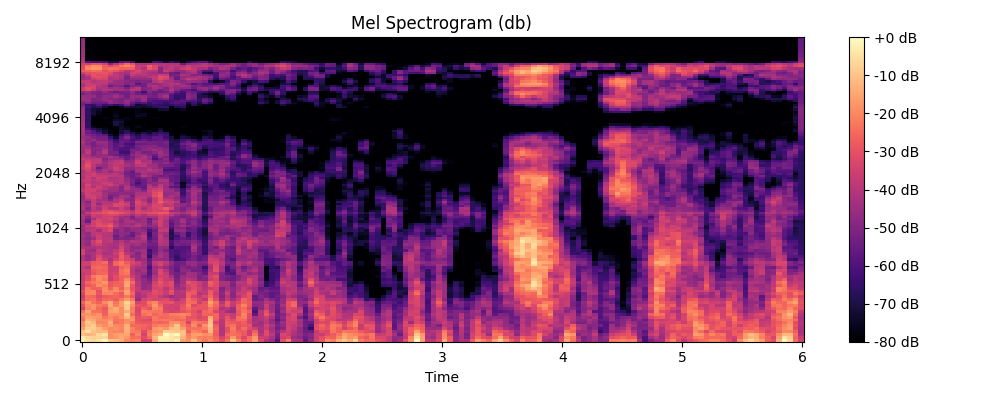 Mel Spectrogram (db)
8192
4096
2048
1024
512
0
Hz
0 1 2 3 4 5 6
Time
+0 dB
-10 dB
-20 dB
-30 dB
-40 dB
-50 dB
-60 dB
-70 dB
-80 dB